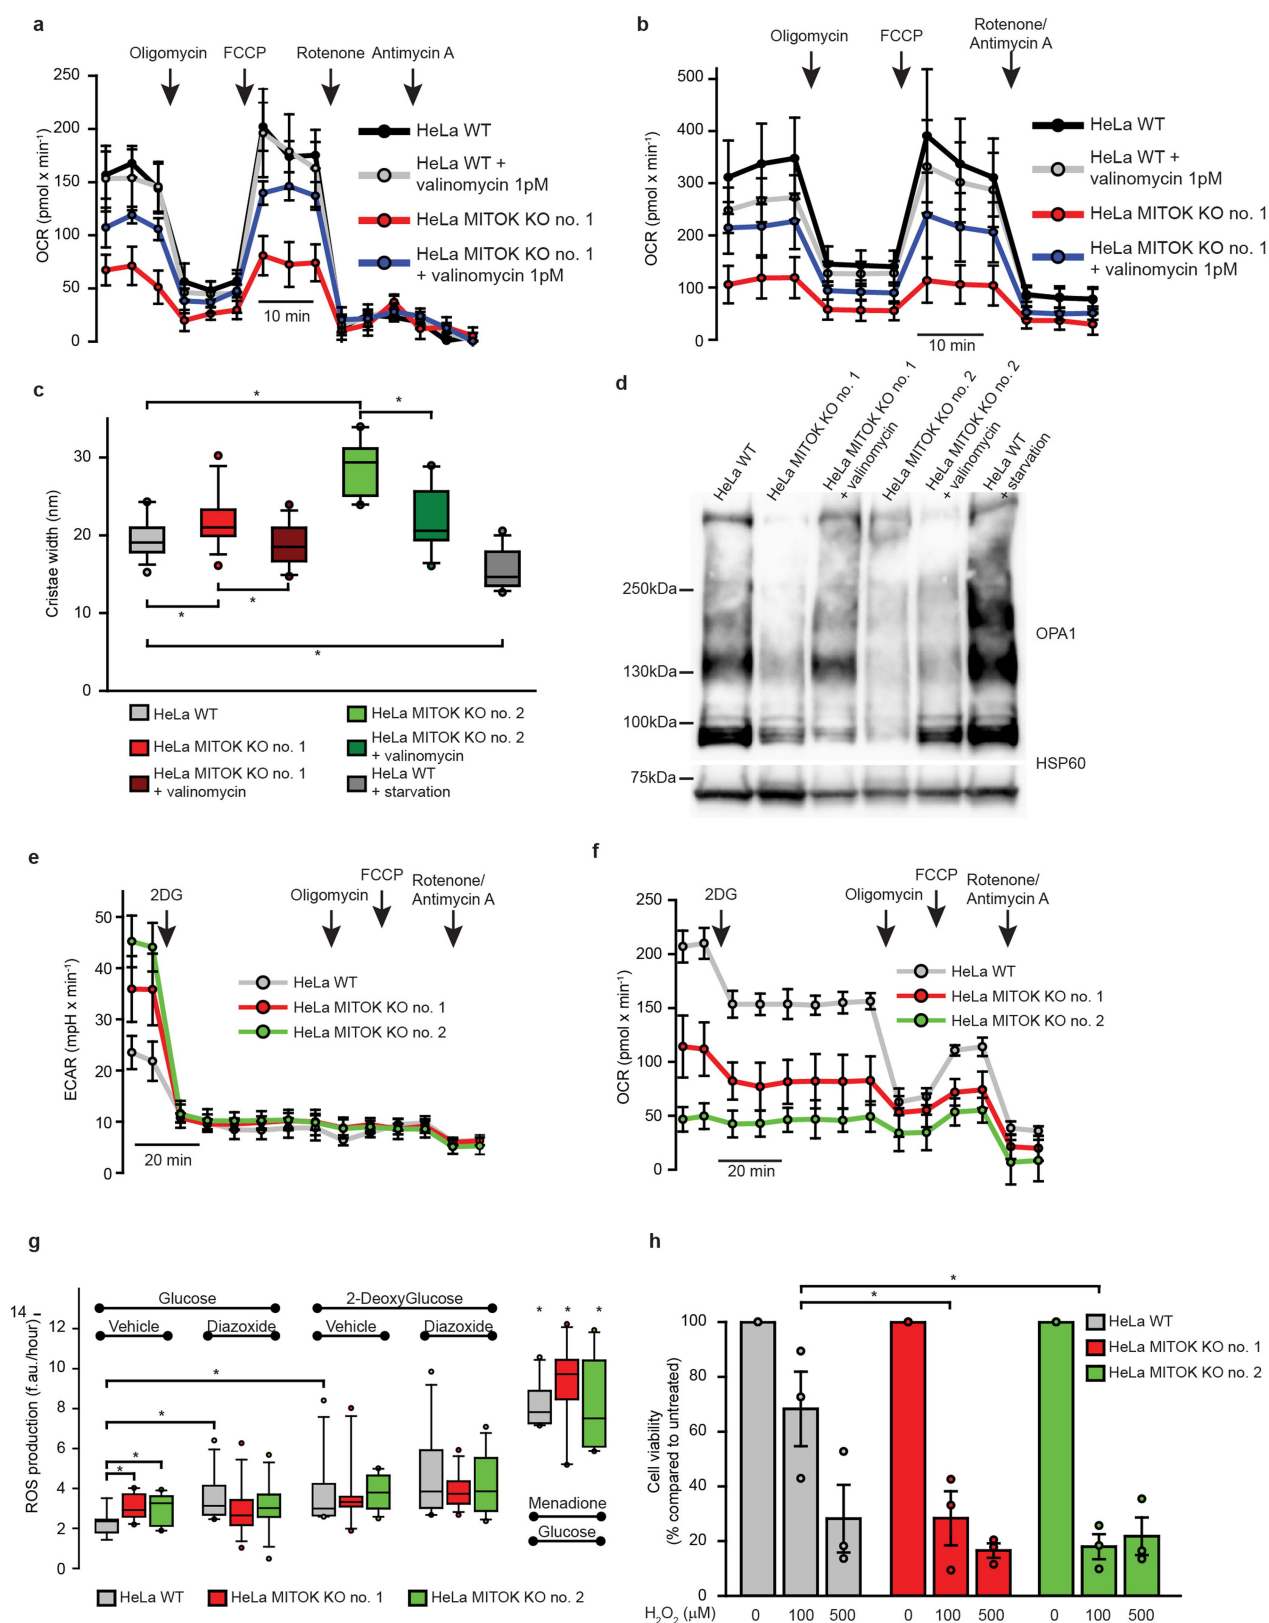 a
Oligomycin
FCCP
Rotenone
Antimycin A
OCR (pmol x min⁻¹)
250
200
150
100
50
0
10 min
HeLa WT
HeLa WT +
valinomycin 1pM
HeLa MITOK KO no. 1
HeLa MITOK KO no. 1
+ valinomycin 1pM
b
Oligomycin
FCCP
Rotenone/
Antimycin A
OCR (pmol x min⁻¹)
500
400
300
200
100
0
10 min
HeLa WT
HeLa WT +
valinomycin 1pM
HeLa MITOK KO no. 1
HeLa MITOK KO no. 1
+ valinomycin 1pM
c
Cristae width (nm)
30
20
10
0
*
*
*
*
*
HeLa WT
HeLa MITOK KO no. 1
HeLa MITOK KO no. 1
+ valinomycin
HeLa MITOK KO no. 2
HeLa MITOK KO no. 2
+ valinomycin
HeLa WT
+ starvation
d
HeLa WT
HeLa MITOK KO no. 1
HeLa MITOK KO no. 1
+ valinomycin
HeLa MITOK KO no. 2
HeLa MITOK KO no. 2
+ valinomycin
HeLa WT
+ starvation
250kDa
130kDa
100kDa
75kDa
OPA1
HSP60
e
2DG
Oligomycin
FCCP
Rotenone/
Antimycin A
ECAR (mpH x min⁻¹)
50
40
30
20
10
0
20 min
HeLa WT
HeLa MITOK KO no. 1
HeLa MITOK KO no. 2
f
2DG
Oligomycin
FCCP
Rotenone/
Antimycin A
OCR (pmol x min⁻¹)
250
200
150
100
50
0
20 min
HeLa WT
HeLa MITOK KO no. 1
HeLa MITOK KO no. 2
g
ROS production (f.au./hour)
14
12
10
8
6
4
2
0
Glucose
2-DeoxyGlucose
Vehicle
Diazoxide
Vehicle
Diazoxide
* * *
*
*
*
*
Menadione
Glucose
HeLa WT
HeLa MITOK KO no. 1
HeLa MITOK KO no. 2
h
Cell viability
(% compared to untreated)
100
80
60
40
20
0
*
*
HeLa WT
HeLa MITOK KO no. 1
HeLa MITOK KO no. 2
H₂O₂ (µM) 0 100 500 0 100 500 0 100 500